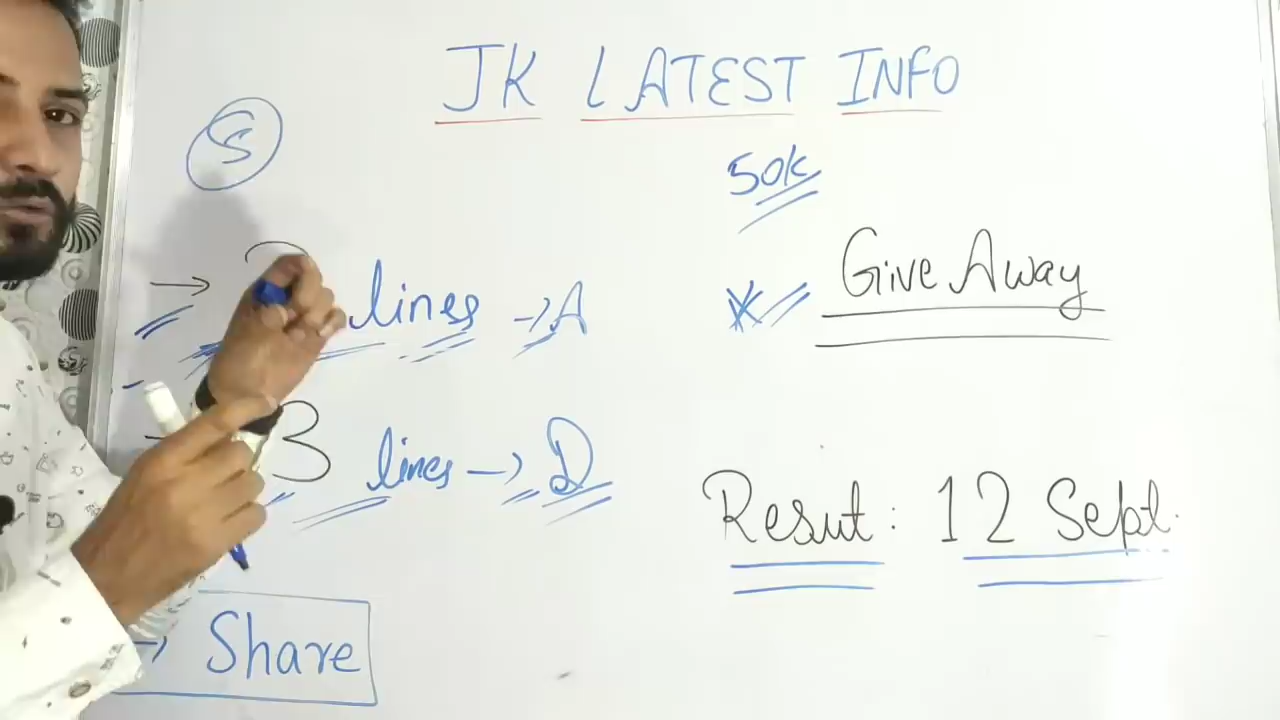 JK LATEST INFO
S
50k
Give Away
→ lines → A
3 lines → D
Resut: 12 Sept.
→ Share